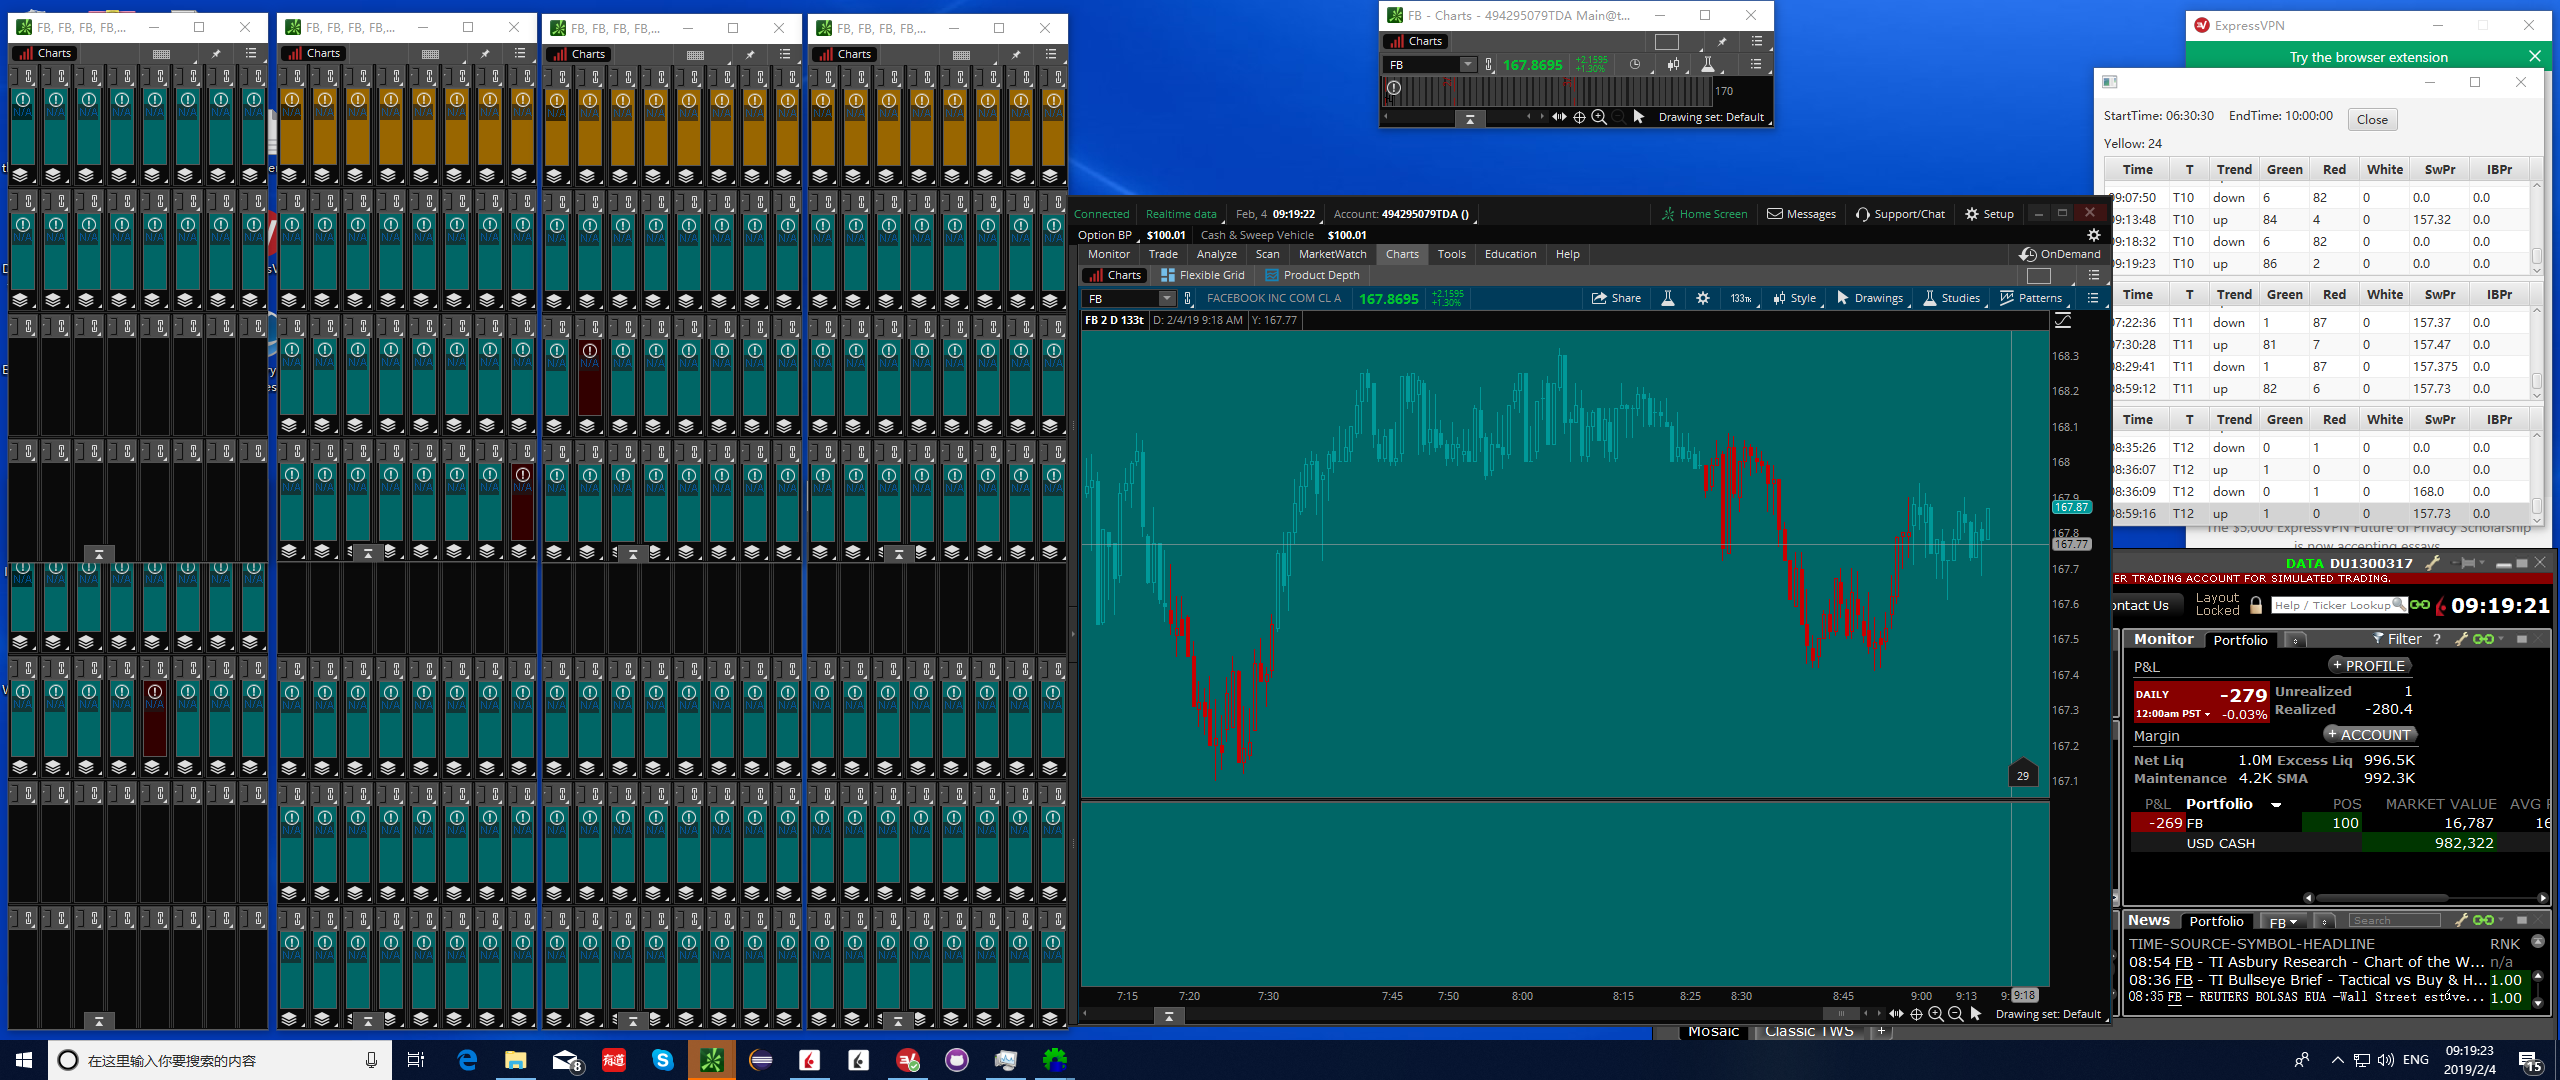 FB, FB, FB, FB,...
Charts
FB, FB, FB, FB,...
Charts
FB, FB, FB, FB,...
Charts
FB, FB, FB, FB,...
Charts
FB - Charts - 494295079TDA Main@t...
Charts
FB 167.8695 +2.1595 +1.30%
170
Drawing set: Default
ExpressVPN
Try the browser extension
StartTime: 06:30:30 EndTime: 10:00:00 Close
Yellow: 24
Time T Trend Green Red White SwPr IBPr
09:07:50 T10 down 6 82 0 0.0 0.0
09:13:48 T10 up 84 4 0 157.32 0.0
09:18:32 T10 down 6 82 0 0.0 0.0
09:19:23 T10 up 86 2 0 0.0 0.0
Time T Trend Green Red White SwPr IBPr
07:22:36 T11 down 1 87 0 157.37 0.0
07:30:28 T11 up 81 7 0 157.47 0.0
08:29:41 T11 down 1 87 0 157.375 0.0
08:59:12 T11 up 82 6 0 157.73 0.0
Time T Trend Green Red White SwPr IBPr
08:35:26 T12 down 0 1 0 0.0 0.0
08:36:07 T12 up 1 0 0 0.0 0.0
08:36:09 T12 down 0 1 0 168.0 0.0
08:59:16 T12 up 1 0 0 157.73 0.0
The $5,000 ExpressVPN Future of Privacy Scholarship
is now accepting essays
Connected Realtime data Feb, 4 09:19:22 Account: 494295079TDA () Home Screen Messages Support/Chat Setup
Option BP $100.01 Cash & Sweep Vehicle $100.01
Monitor Trade Analyze Scan MarketWatch Charts Tools Education Help OnDemand
Charts Flexible Grid Product Depth
FB FACEBOOK INC COM CL A 167.8695 +2.1595 +1.30% Share 133tk Style Drawings Studies Patterns
FB 2 D 133t D: 2/4/19 9:18 AM Y: 167.77
168.3
168.2
168.1
168
167.9
167.87
167.8
167.77
167.7
167.6
167.5
167.4
167.3
167.2
167.1
29
7:15 7:20 7:30 7:45 7:50 8:00 8:15 8:25 8:30 8:45 9:00 9:13 9:18
Drawing set: Default
DATA DU1300317
ER TRADING ACCOUNT FOR SIMULATED TRADING.
ontact Us Layout Locked Help / Ticker Lookup 09:19:21
Monitor Portfolio Filter ?
P&L + PROFILE
DAILY -279 Unrealized 1
12:00am PST -0.03% Realized -280.4
Margin + ACCOUNT
Net Liq 1.0M Excess Liq 996.5K
Maintenance 4.2K SMA 992.3K
P&L Portfolio POS MARKET VALUE AVG
-269 FB 100 16,787 16
USD CASH 982,322
News Portfolio FB Search
TIME-SOURCE-SYMBOL-HEADLINE RNK
08:54 FB - TI Asbury Research - Chart of the W... n/a
08:36 FB - TI Bullseye Brief - Tactical vs Buy & H... 1.00
08:35 FB - REUTERS BOLSAS EUA -Wall Street estável... 1.00
Mosaic Classic TWS +
在这里输入你要搜索的内容
8
有道
ENG
09:19:23
2019/2/4
15